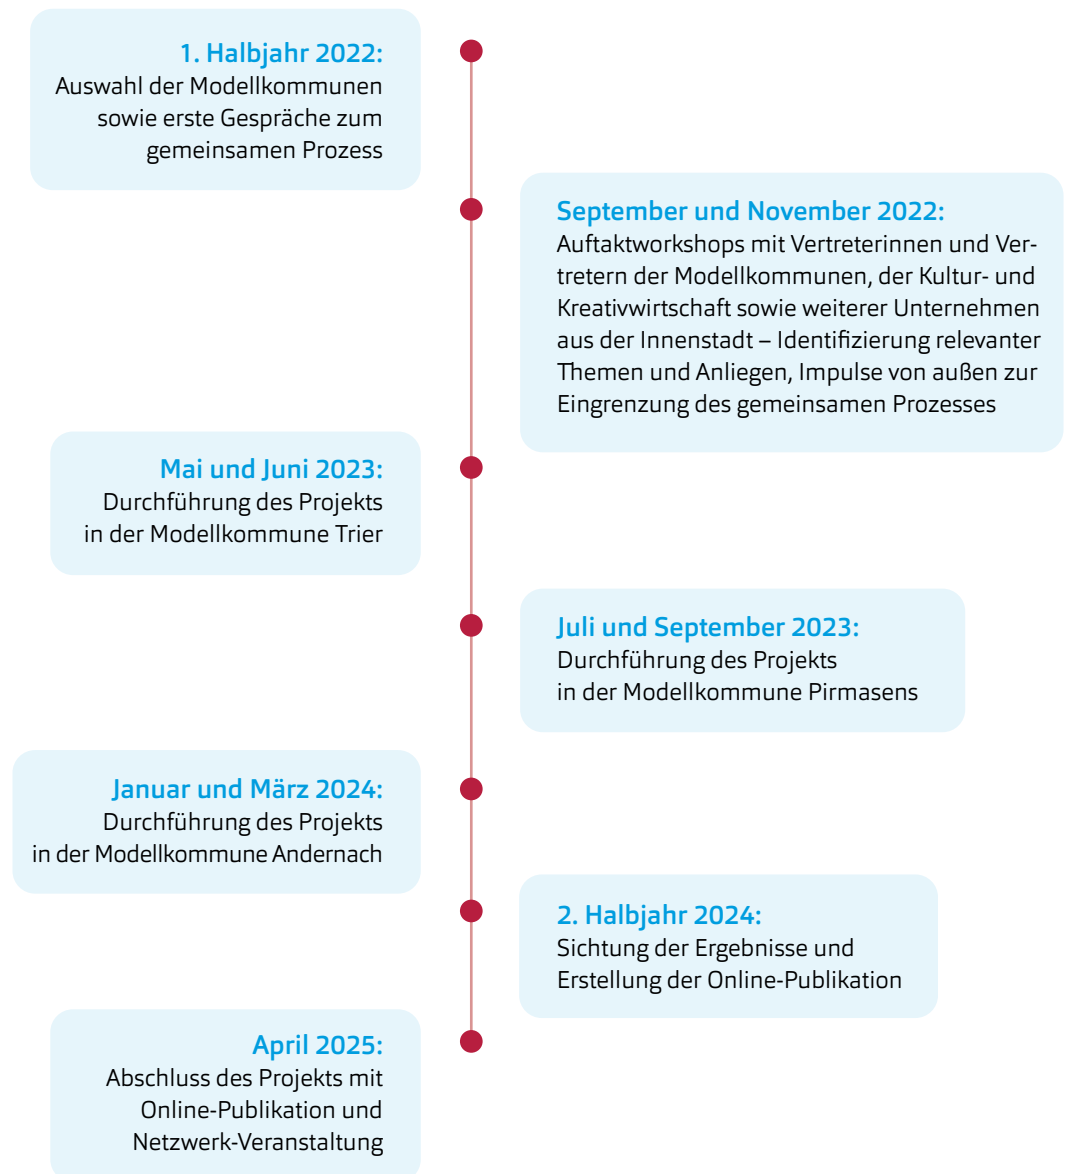 1. Halbjahr 2022:
Auswahl der Modellkommunen
sowie erste Gespräche zum
gemeinsamen Prozess
September und November 2022:
Auftaktworkshops mit Vertreterinnen und Ver-
tretern der Modellkommunen, der Kultur- und
Kreativwirtschaft sowie weiterer Unternehmen
aus der Innenstadt – Identifizierung relevanter
Themen und Anliegen, Impulse von außen zur
Eingrenzung des gemeinsamen Prozesses
Mai und Juni 2023:
Durchführung des Projekts
in der Modellkommune Trier
Juli und September 2023:
Durchführung des Projekts
in der Modellkommune Pirmasens
Januar und März 2024:
Durchführung des Projekts
in der Modellkommune Andernach
2. Halbjahr 2024:
Sichtung der Ergebnisse und
Erstellung der Online-Publikation
April 2025:
Abschluss des Projekts mit
Online-Publikation und
Netzwerk-Veranstaltung